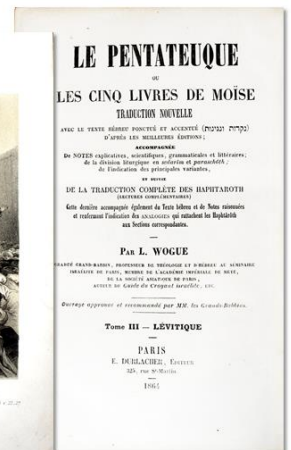 LE PENTATEUQUE
OU
LES CINQ LIVRES DE MOÏSE
TRADUCTION NOUVELLE
AVEC LE TEXTE HÉBREU PONCTUÉ ET ACCENTUÉ (נקודות ונגינות)
D'APRÈS LES MEILLEURES ÉDITIONS ;
ACCOMPAGNÉE
De NOTES explicatives, scientifiques, grammaticales et littéraires ;
de la division liturgique en sedarim et paraschôth ;
de l'indication des principales variantes,
ET SUIVIE
DE LA TRADUCTION COMPLÈTE DES HAPHTAROTH
(LECTURES COMPLÉMENTAIRES)
Cette dernière accompagnée également du Texte hébreu et de Notes raisonnées
et renfermant l'indication des ANALOGIES qui rattachent les Haphtârôth
aux Sections correspondantes.
PAR L. WOGUE
GRAND-RABBIN, PROFESSEUR DE THÉOLOGIE ET D'HÉBREU AU SÉMINAIRE
ISRAÉLITE DE PARIS, MEMBRE DE L'ACADÉMIE IMPÉRIALE DE METZ,
DE LA SOCIÉTÉ ASIATIQUE DE PARIS ;
AUTEUR DU Guide du Croyant israélite, ETC.
Ouvrage approuvé et recommandé par MM. les Grands-Rabbins.
Tome III — LÉVITIQUE
PARIS
E. DURLACHER, Éditeur
325, rue St-Martin.
1864